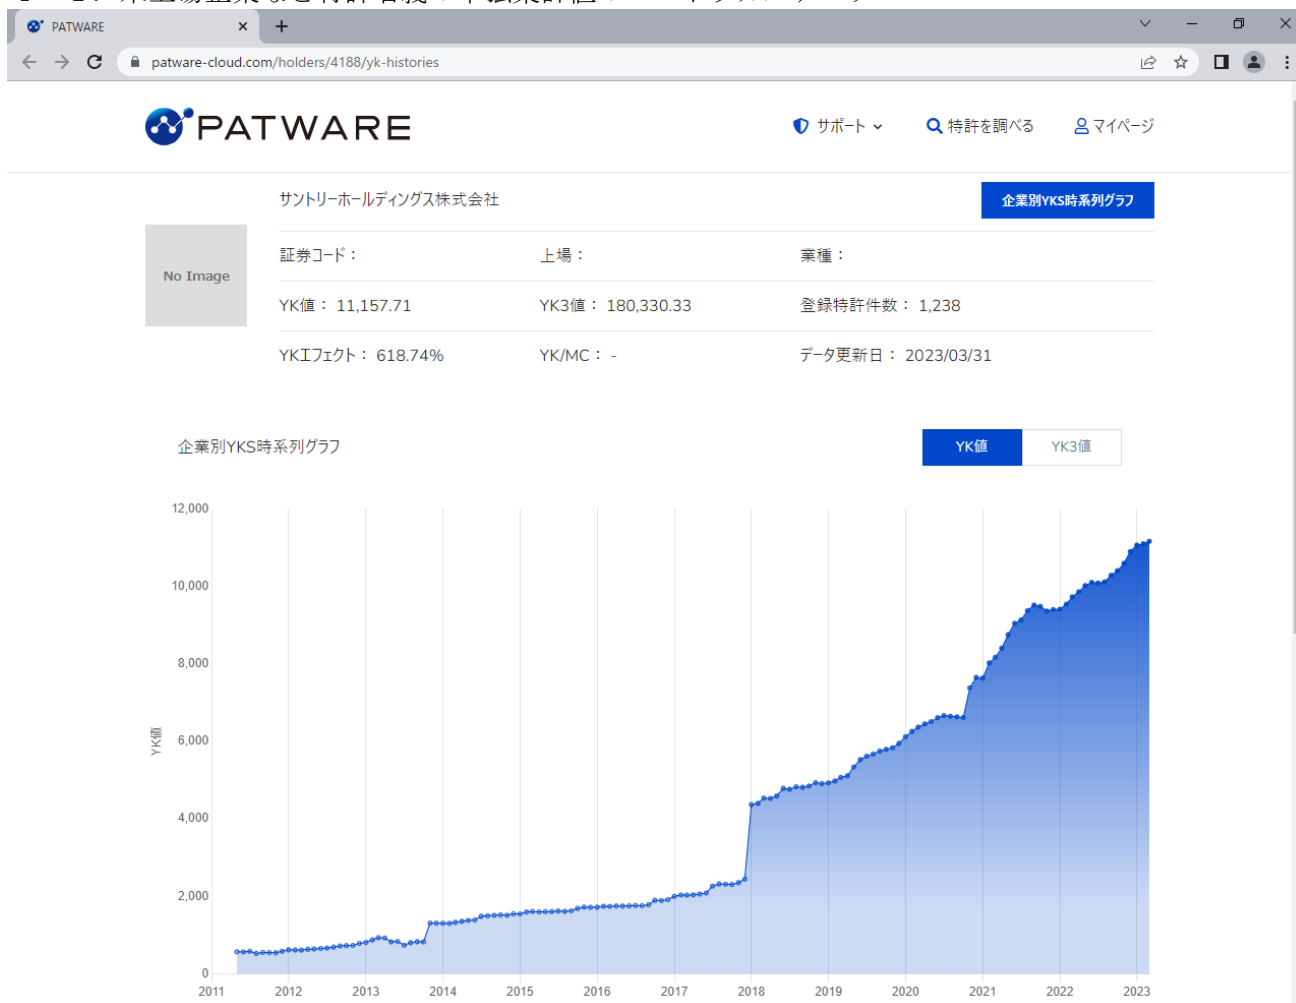 PATWARE
patware-cloud.com/holders/4188/yk-histories
PATWARE
サポート
特許を調べる
マイページ
サントリーホールディングス株式会社
企業別YKS時系列グラフ
No Image
証券コード：
上場：
業種：
YK値： 11,157.71
YK3値： 180,330.33
登録特許件数： 1,238
YKエフェクト： 618.74%
YK/MC： -
データ更新日： 2023/03/31
企業別YKS時系列グラフ
YK値
YK3値
12,000
10,000
8,000
6,000
4,000
2,000
0
YK値
2011 2012 2013 2014 2015 2016 2017 2018 2019 2020 2021 2022 2023